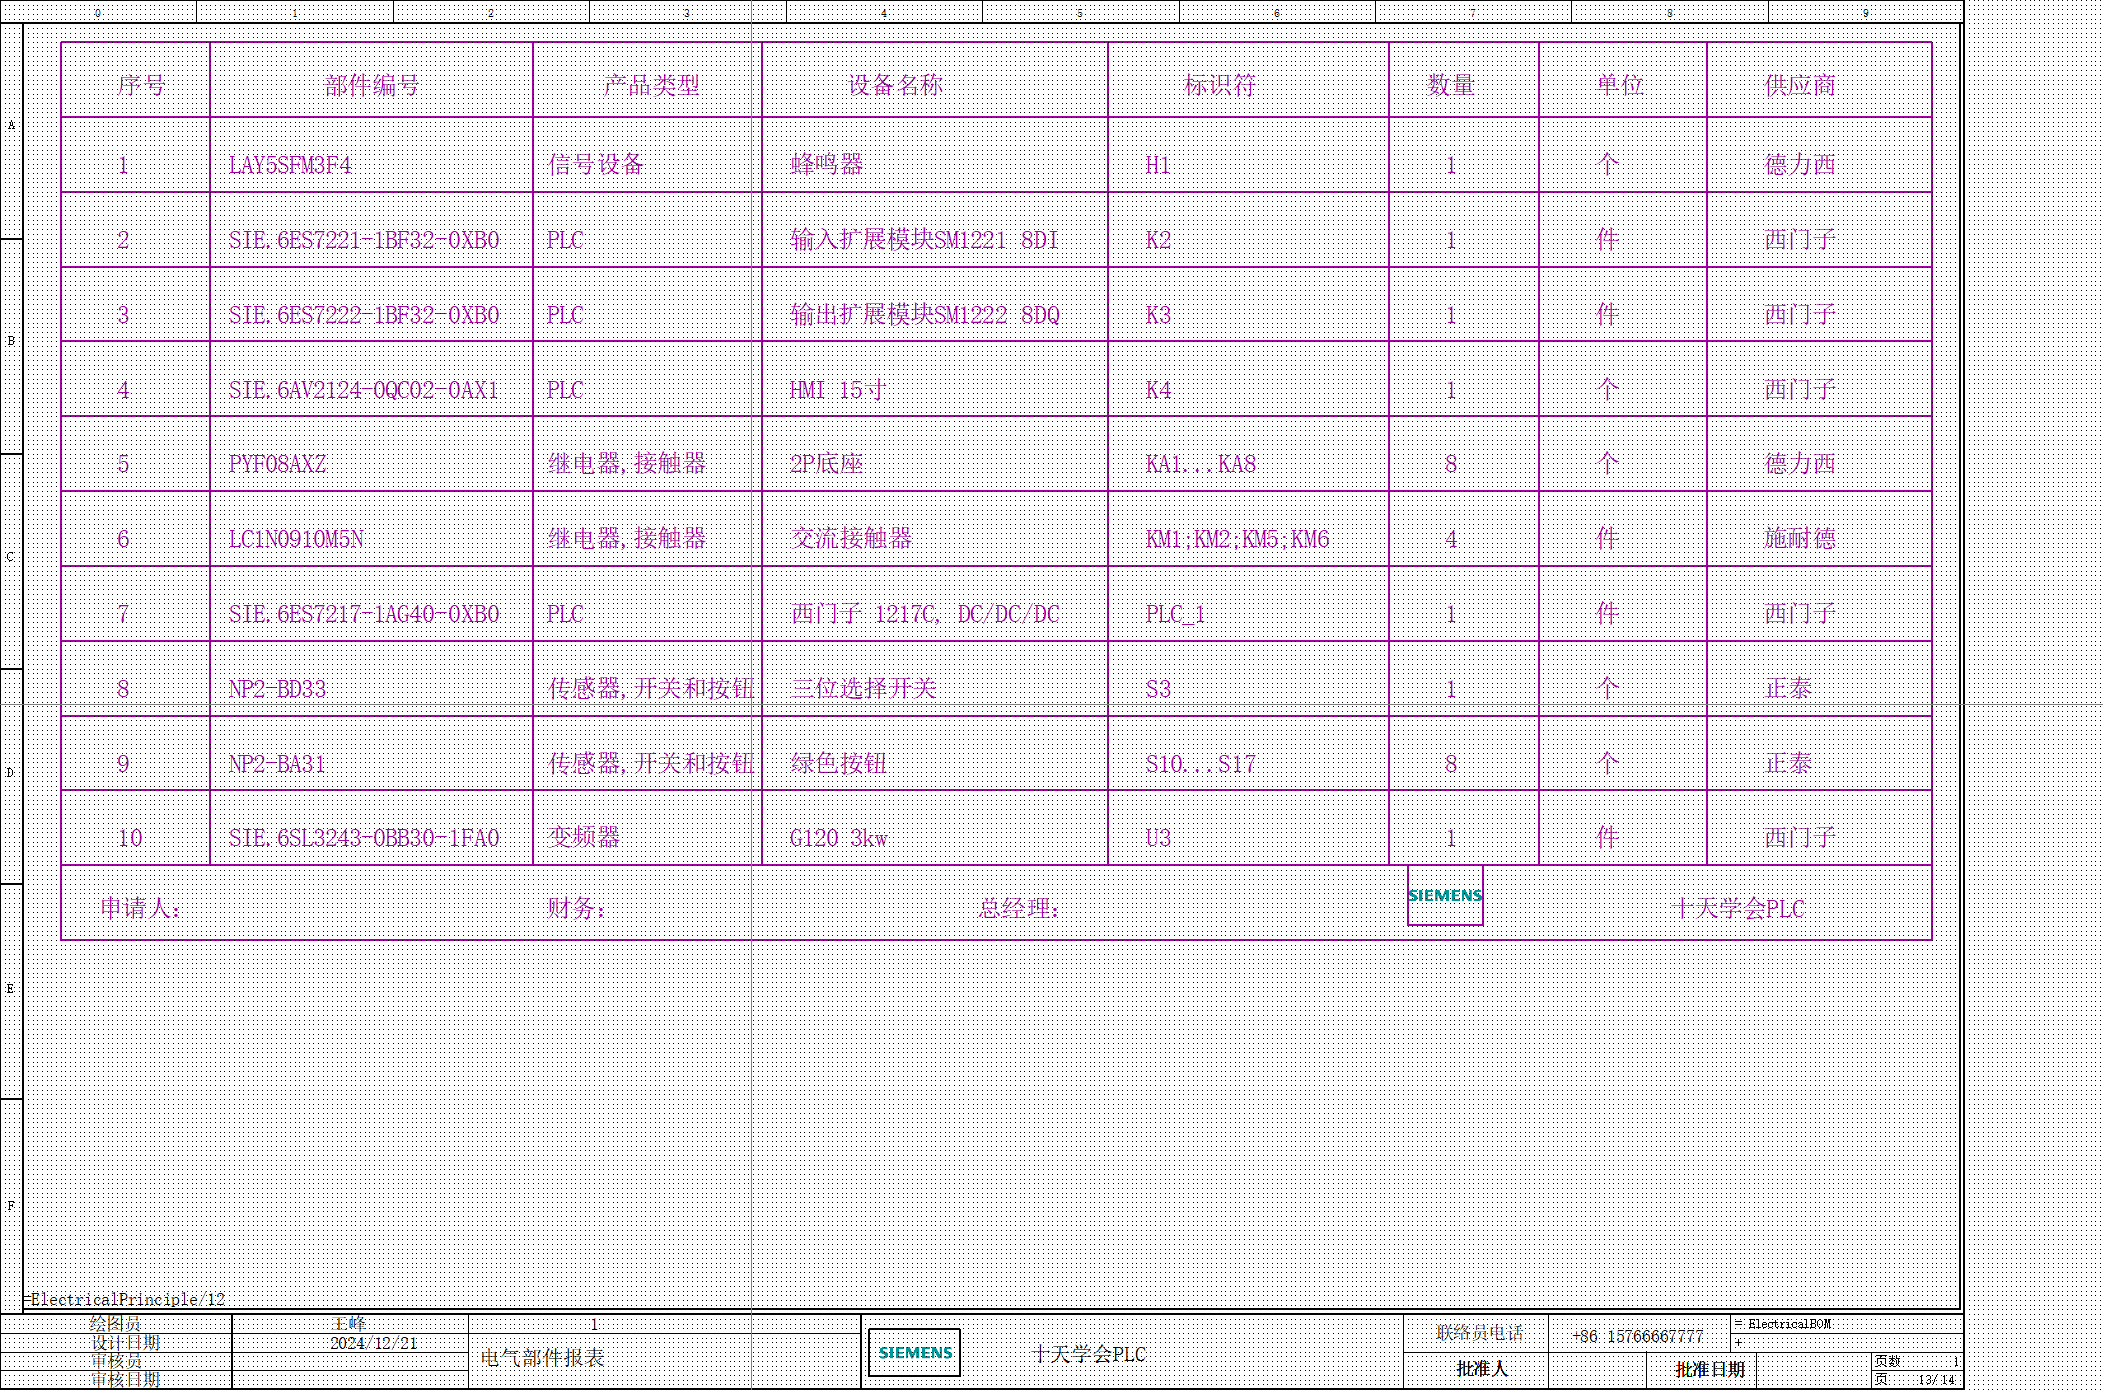 0 1 2 3 4 5 6 7 8 9
序号 部件编号 产品类型 设备名称 标识符 数量 单位 供应商
A
1 LAY5SFM3F4 信号设备 蜂鸣器 H1 1 个 德力西
2 SIE.6ES7221-1BF32-0XB0 PLC 输入扩展模块SM1221 8DI K2 1 件 西门子
3 SIE.6ES7222-1BF32-0XB0 PLC 输出扩展模块SM1222 8DQ K3 1 件 西门子
B
4 SIE.6AV2124-0QC02-0AX1 PLC HMI 15寸 K4 1 个 西门子
5 PYF08AXZ 继电器,接触器 2P底座 KA1...KA8 8 个 德力西
6 LC1N0910M5N 继电器,接触器 交流接触器 KM1;KM2;KM5;KM6 4 件 施耐德
C
7 SIE.6ES7217-1AG40-0XB0 PLC 西门子 1217C, DC/DC/DC PLC_1 1 件 西门子
8 NP2-BD33 传感器,开关和按钮 三位选择开关 S3 1 个 正泰
9 NP2-BA31 传感器,开关和按钮 绿色按钮 S10...S17 8 个 正泰
D
10 SIE.6SL3243-0BB30-1FA0 变频器 G120 3kw U3 1 件 西门子
申请人: 财务: 总经理: SIEMENS 十天学会PLC
E
F
=ElectricalPrinciple/12
绘图员 王峰 1
设计日期 2024/12/21
审核员
审核日期
电气部件报表
SIEMENS 十天学会PLC
联络员电话 +86 15766667777
= ElectricalBOM
+
批准人 批准日期
页数 1
页 13/14